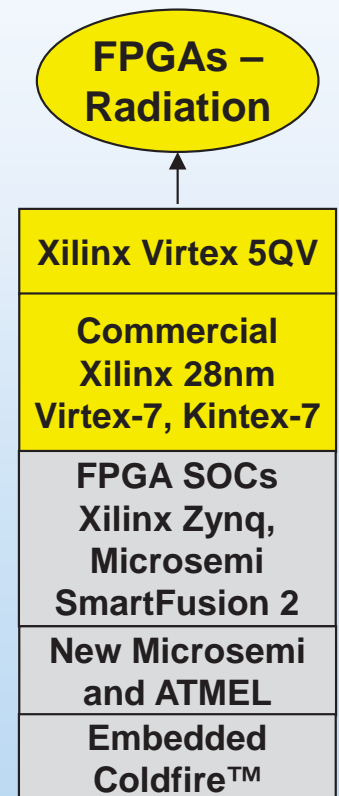 FPGAs –
Radiation
Xilinx Virtex 5QV
Commercial
Xilinx 28nm
Virtex-7, Kintex-7
FPGA SOCs
Xilinx Zynq,
Microsemi
SmartFusion 2
New Microsemi
and ATMEL
Embedded
Coldfire™